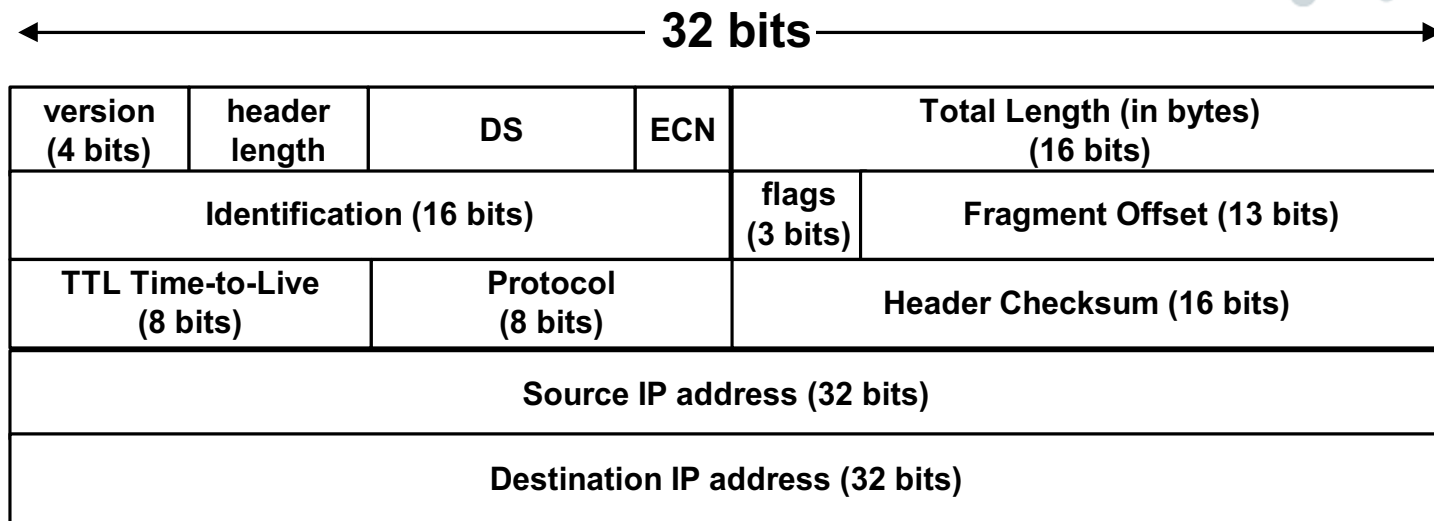 32 bits
version
(4 bits)
header
length
DS
ECN
Total Length (in bytes)
(16 bits)
Identification (16 bits)
flags
(3 bits)
Fragment Offset (13 bits)
TTL Time-to-Live
(8 bits)
Protocol
(8 bits)
Header Checksum (16 bits)
Source IP address (32 bits)
Destination IP address (32 bits)